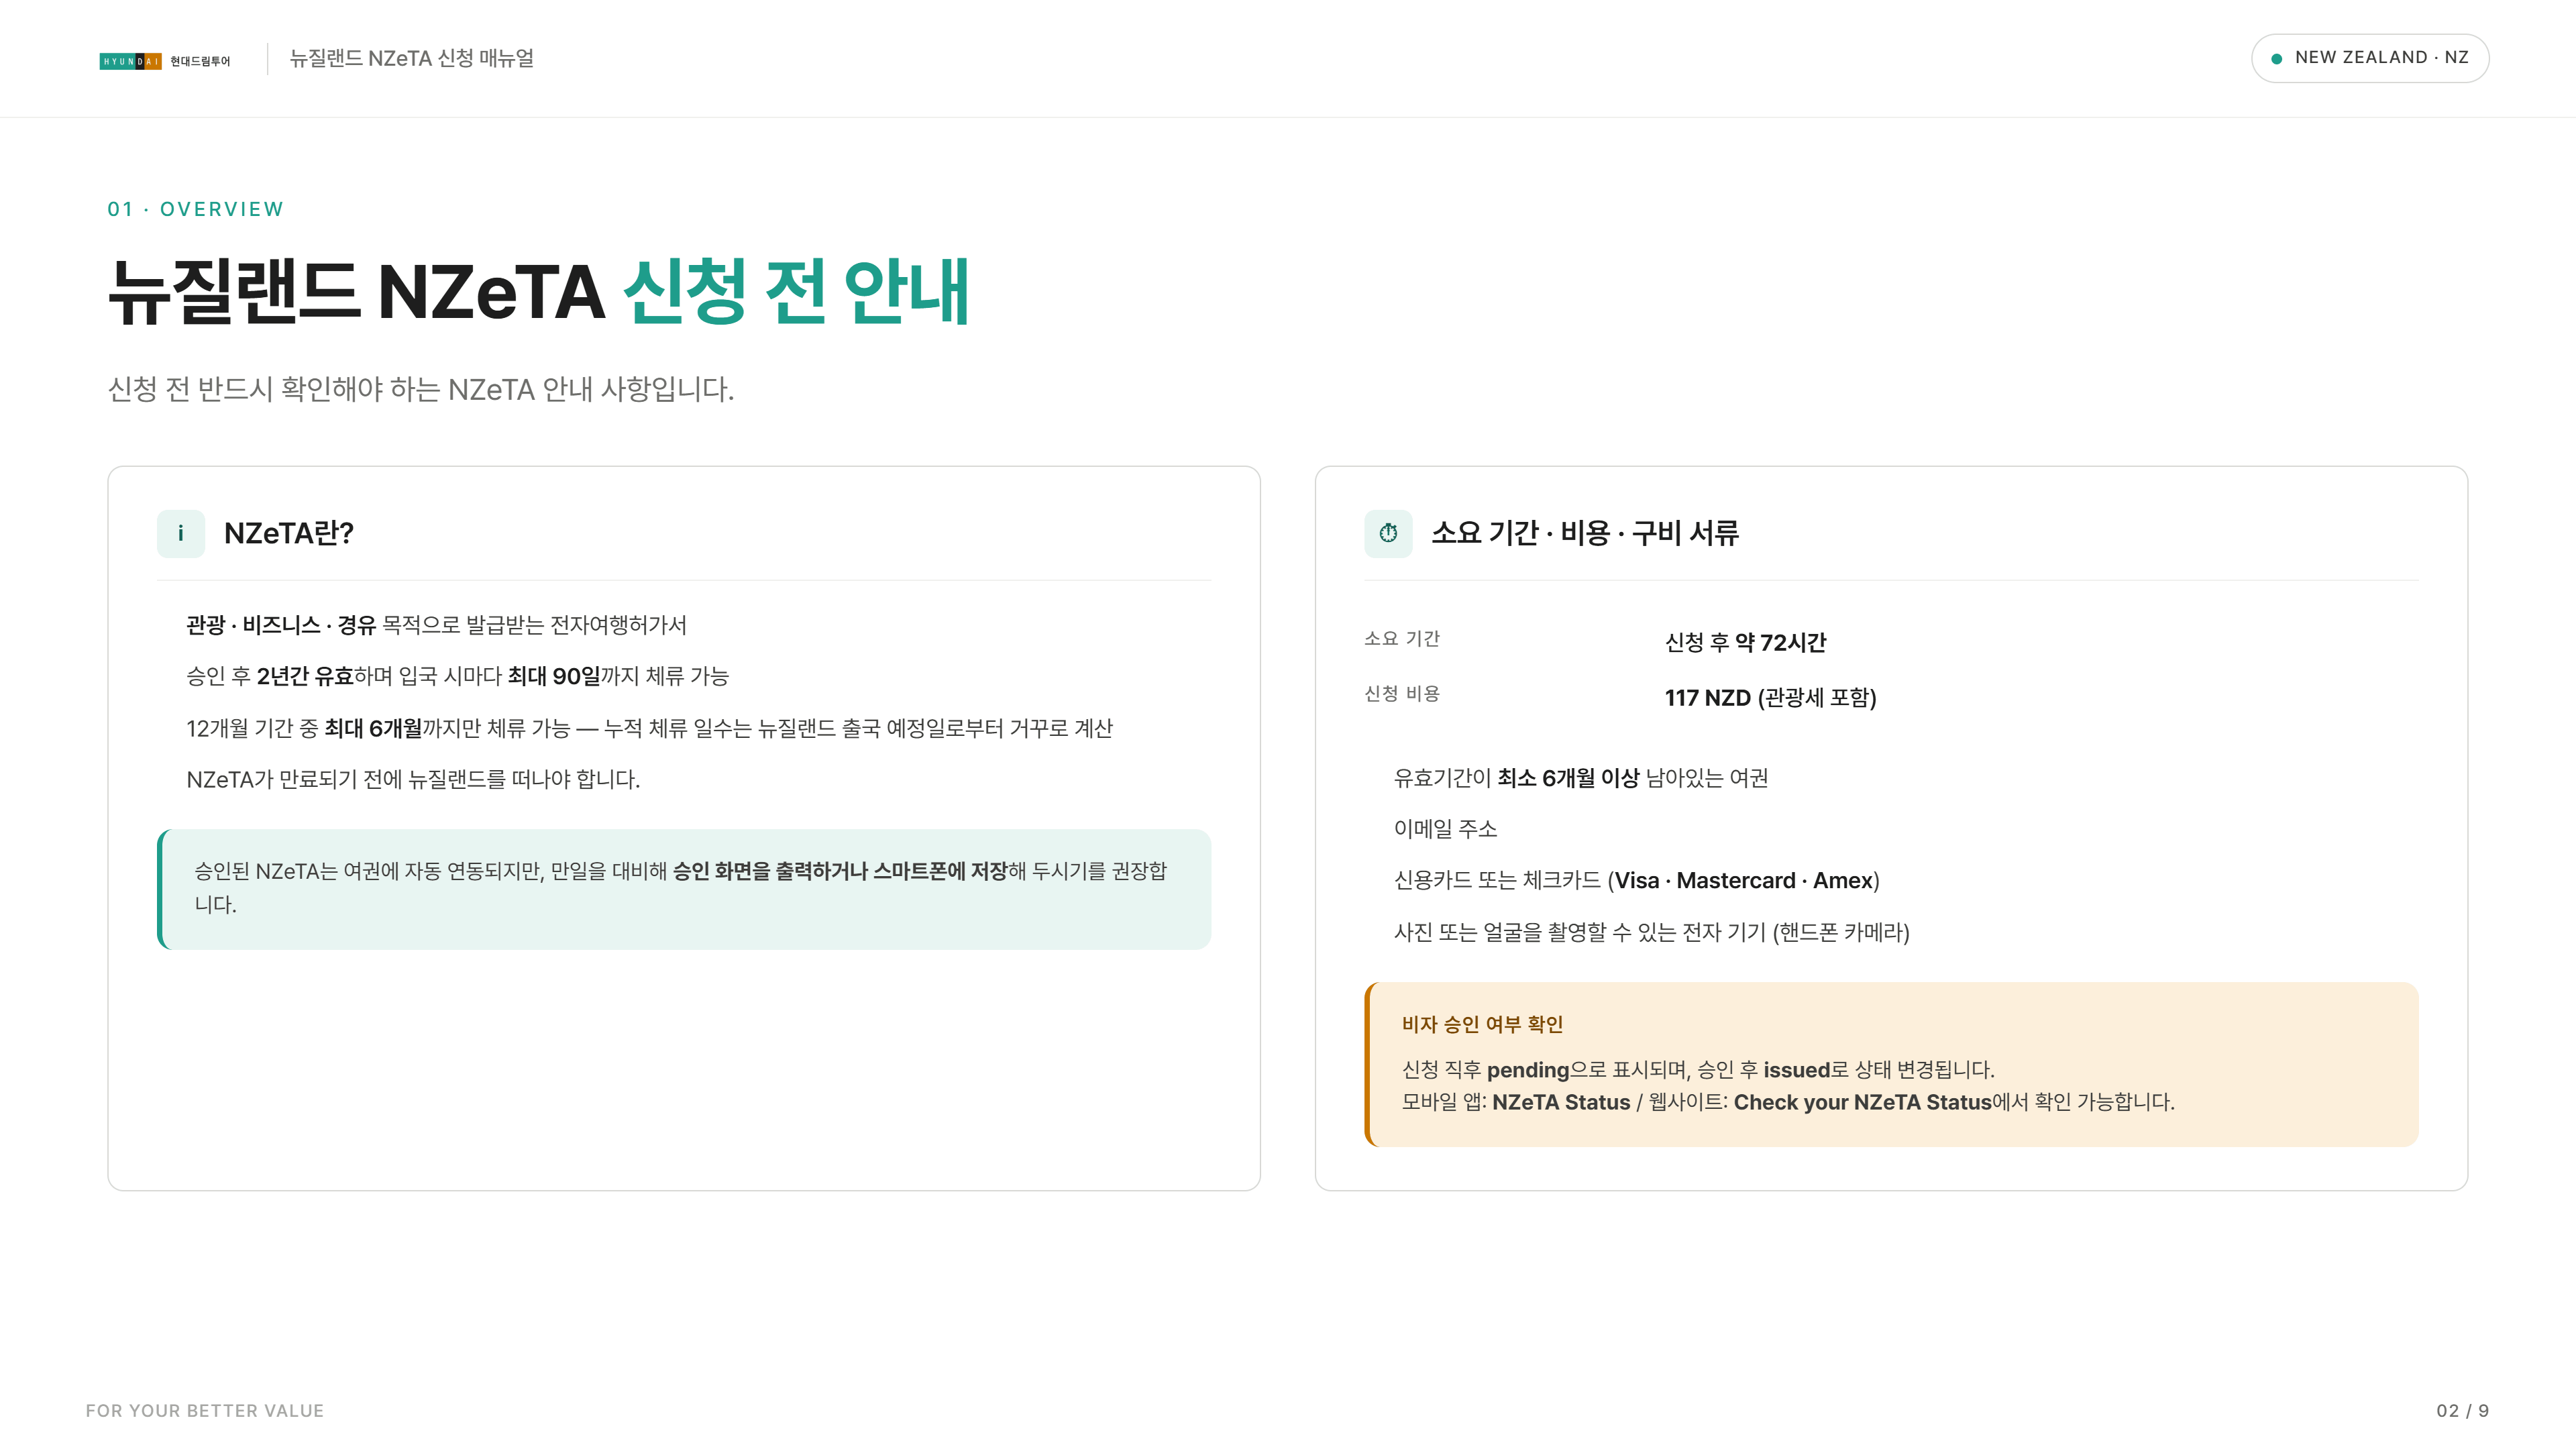 HYUNDAI 현대드림투어
뉴질랜드 NZeTA 신청 매뉴얼
NEW ZEALAND · NZ
01 · OVERVIEW
뉴질랜드 NZeTA 신청 전 안내
신청 전 반드시 확인해야 하는 NZeTA 안내 사항입니다.
i NZeTA란?
관광 · 비즈니스 · 경유 목적으로 발급받는 전자여행허가서
승인 후 2년간 유효하며 입국 시마다 최대 90일까지 체류 가능
12개월 기간 중 최대 6개월까지만 체류 가능 — 누적 체류 일수는 뉴질랜드 출국 예정일로부터 거꾸로 계산
NZeTA가 만료되기 전에 뉴질랜드를 떠나야 합니다.
승인된 NZeTA는 여권에 자동 연동되지만, 만일을 대비해 승인 화면을 출력하거나 스마트폰에 저장해 두시기를 권장합
니다.
⏱ 소요 기간 · 비용 · 구비 서류
소요 기간 신청 후 약 72시간
신청 비용 117 NZD (관광세 포함)
유효기간이 최소 6개월 이상 남아있는 여권
이메일 주소
신용카드 또는 체크카드 (Visa · Mastercard · Amex)
사진 또는 얼굴을 촬영할 수 있는 전자 기기 (핸드폰 카메라)
비자 승인 여부 확인
신청 직후 pending으로 표시되며, 승인 후 issued로 상태 변경됩니다.
모바일 앱: NZeTA Status / 웹사이트: Check your NZeTA Status에서 확인 가능합니다.
FOR YOUR BETTER VALUE
02 / 9